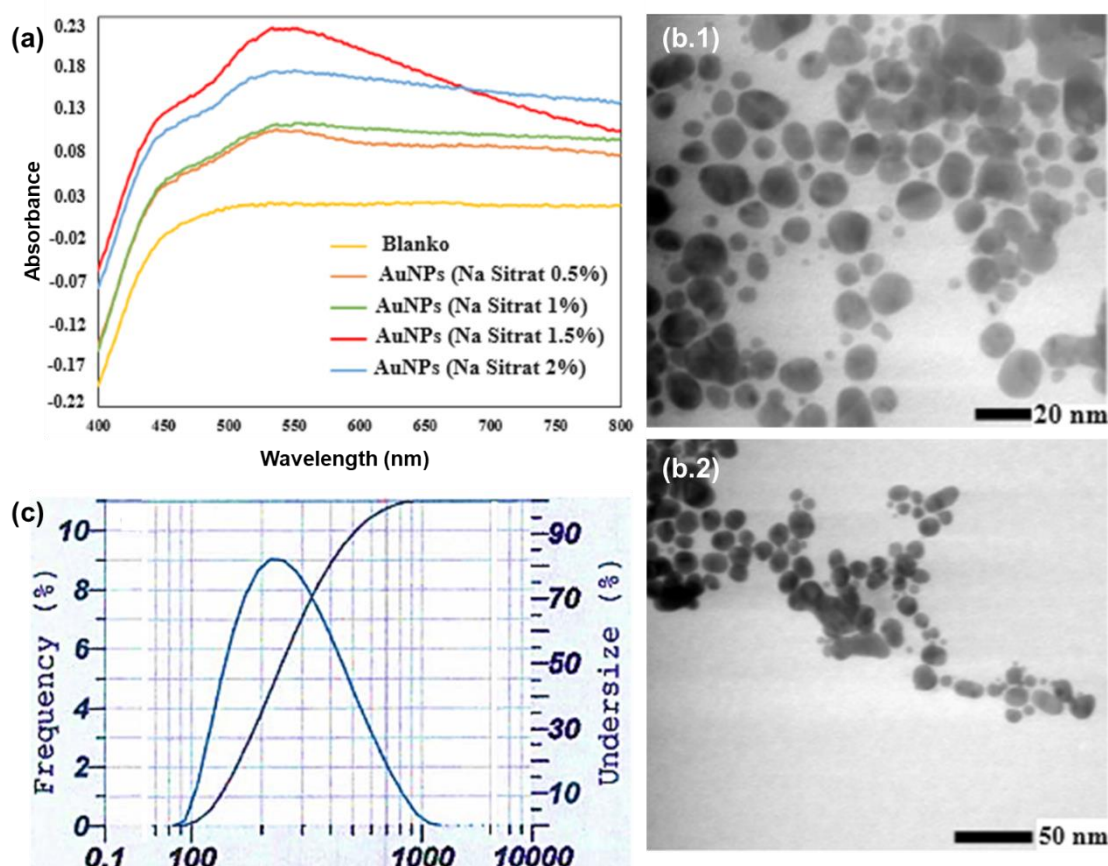 (a)
Absorbance
0.23
0.18
0.13
0.08
0.03
-0.02
-0.07
-0.12
-0.17
-0.22
Blanko
AuNPs (Na Sitrat 0.5%)
AuNPs (Na Sitrat 1%)
AuNPs (Na Sitrat 1.5%)
AuNPs (Na Sitrat 2%)
400 450 500 550 600 650 700 750 800
Wavelength (nm)
(b.1)
20 nm
(b.2)
50 nm
(c)
Frequency (%)
10
8
6
4
2
0
90
70
50
30
10
Undersize (%)
0.1 100 1000 10000